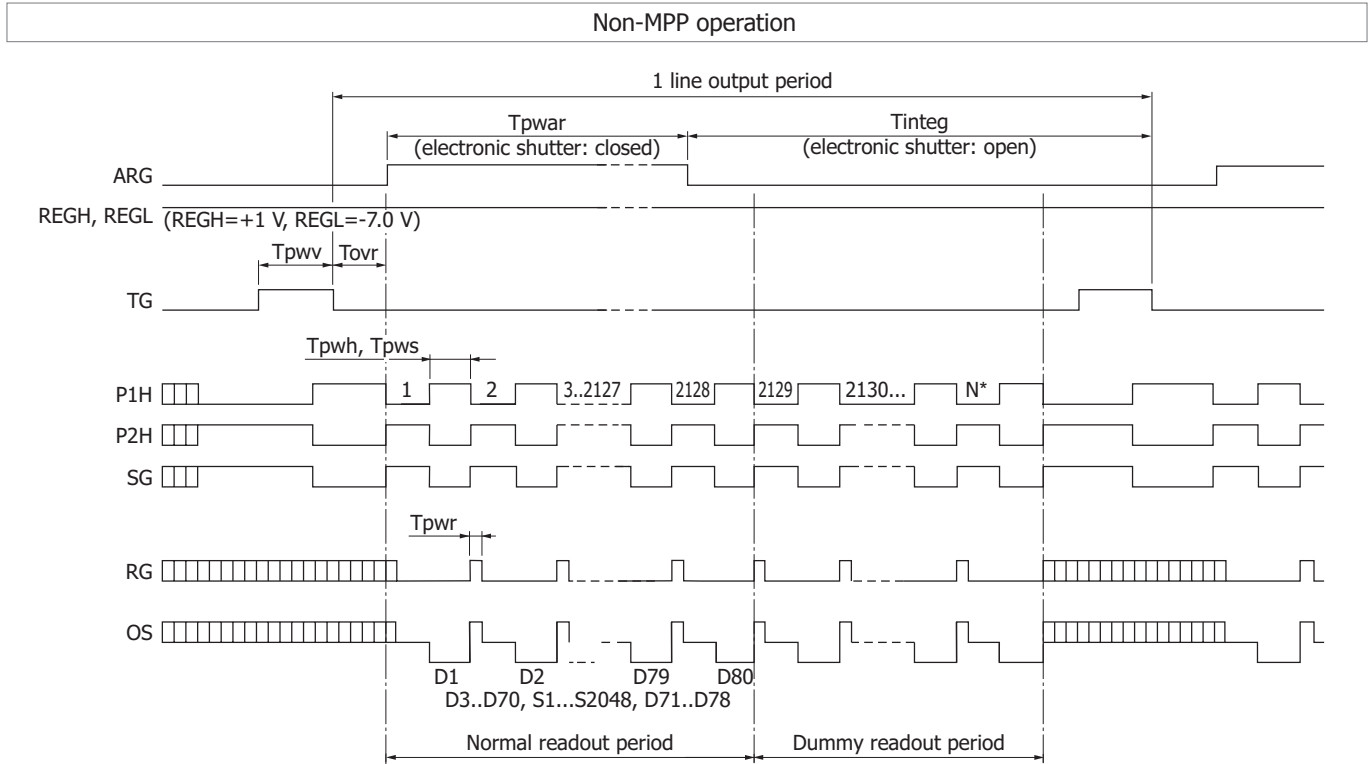 Non-MPP operation
1 line output period
Tpwar
(electronic shutter: closed)
Tinteg
(electronic shutter: open)
ARG
REGH, REGL (REGH=+1 V, REGL=-7.0 V)
Tpwv Tovr
TG
Tpwh, Tpws
P1H 1 2 3..2127 2128 2129 2130... N*
P2H
SG
Tpwr
RG
OS
D1 D2 D79 D80
D3..D70, S1...S2048, D71..D78
Normal readout period Dummy readout period